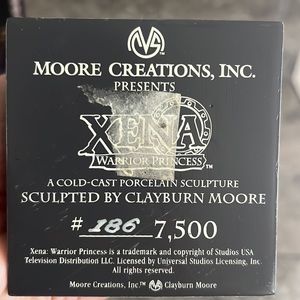 MOORE CREATIONS, INC.
PRESENTS
XENA
WARRIOR PRINCESS™
A COLD-CAST PORCELAIN SCULPTURE
SCULPTED BY CLAYBURN MOORE
# 186 7,500
Xena: Warrior Princess is a trademark and copyright of Studios USA
Television Distribution LLC. Licensed by Universal Studios Licensing, Inc.
All rights reserved.
Moore Creations, Inc.™ Clayburn Moore